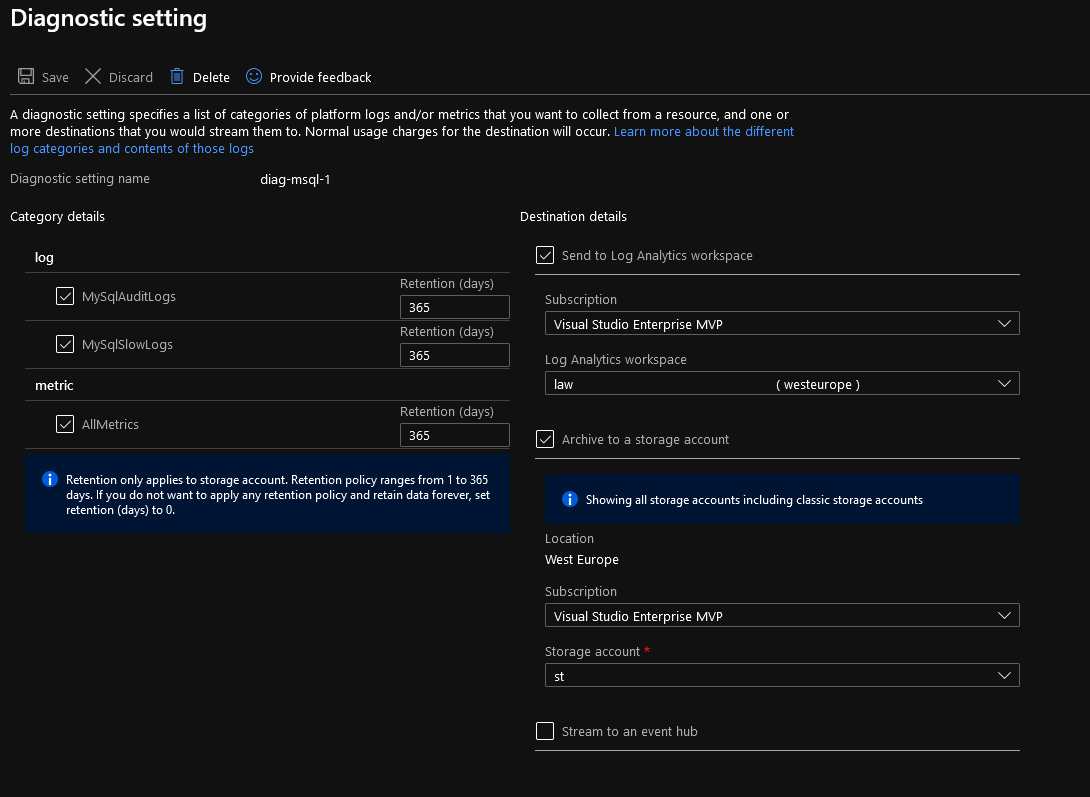 Diagnostic setting
Save Discard Delete Provide feedback
A diagnostic setting specifies a list of categories of platform logs and/or metrics that you want to collect from a resource, and one or
more destinations that you would stream them to. Normal usage charges for the destination will occur. Learn more about the different
log categories and contents of those logs
Diagnostic setting name diag-msql-1
Category details
log
Retention (days)
MySqlAuditLogs
365
Retention (days)
MySqlSlowLogs
365
metric
Retention (days)
AllMetrics
365
Retention only applies to storage account. Retention policy ranges from 1 to 365
days. If you do not want to apply any retention policy and retain data forever, set
retention (days) to 0.
Destination details
Send to Log Analytics workspace
Subscription
Visual Studio Enterprise MVP
Log Analytics workspace
law ( westeurope )
Archive to a storage account
Showing all storage accounts including classic storage accounts
Location
West Europe
Subscription
Visual Studio Enterprise MVP
Storage account *
st
Stream to an event hub